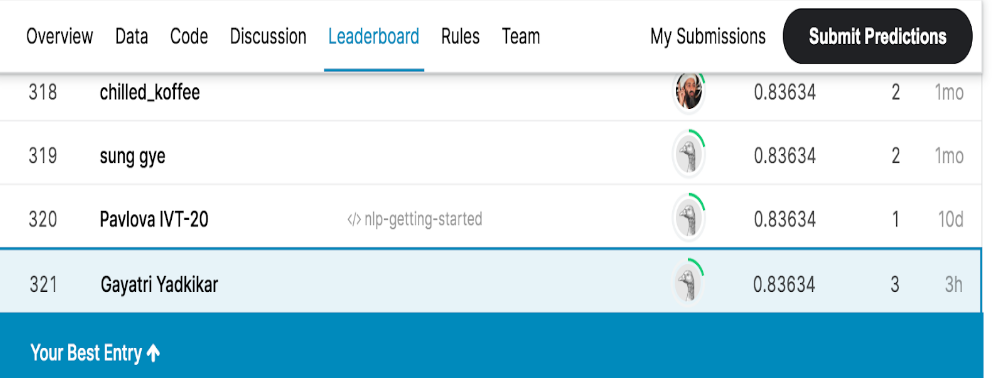 Overview Data Code Discussion Leaderboard Rules Team My Submissions Submit Predictions
318 chilled_koffee 0.83634 2 1mo
319 sung gye 0.83634 2 1mo
320 Pavlova IVT-20 </> nlp-getting-started 0.83634 1 10d
321 Gayatri Yadkikar 0.83634 3 3h
Your Best Entry ↑